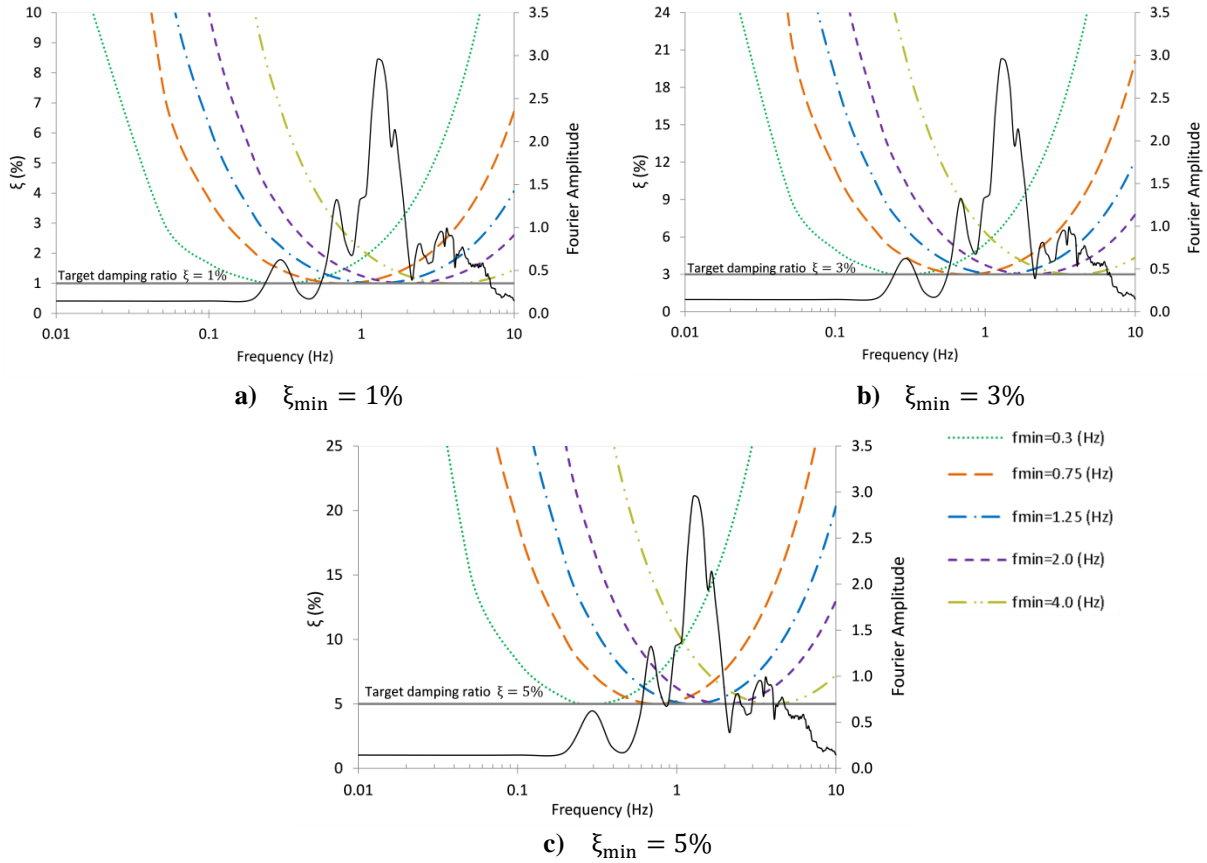 10
9
8
7
6
5
4
3
2
1
0
ξ (%)
Target damping ratio ξ = 1%
3.5
3.0
2.5
2.0
1.5
1.0
0.5
0.0
Fourier Amplitude
0.01 0.1 1 10
Frequency (Hz)
a) ξmin = 1%
24
21
18
15
12
9
6
3
0
ξ (%)
Target damping ratio ξ = 3%
3.5
3.0
2.5
2.0
1.5
1.0
0.5
0.0
Fourier Amplitude
0.01 0.1 1 10
Frequency (Hz)
b) ξmin = 3%
25
20
15
10
5
0
ξ (%)
Target damping ratio ξ = 5%
3.5
3.0
2.5
2.0
1.5
1.0
0.5
0.0
Fourier Amplitude
0.01 0.1 1 10
Frequency (Hz)
c) ξmin = 5%
fmin=0.3 (Hz)
fmin=0.75 (Hz)
fmin=1.25 (Hz)
fmin=2.0 (Hz)
fmin=4.0 (Hz)